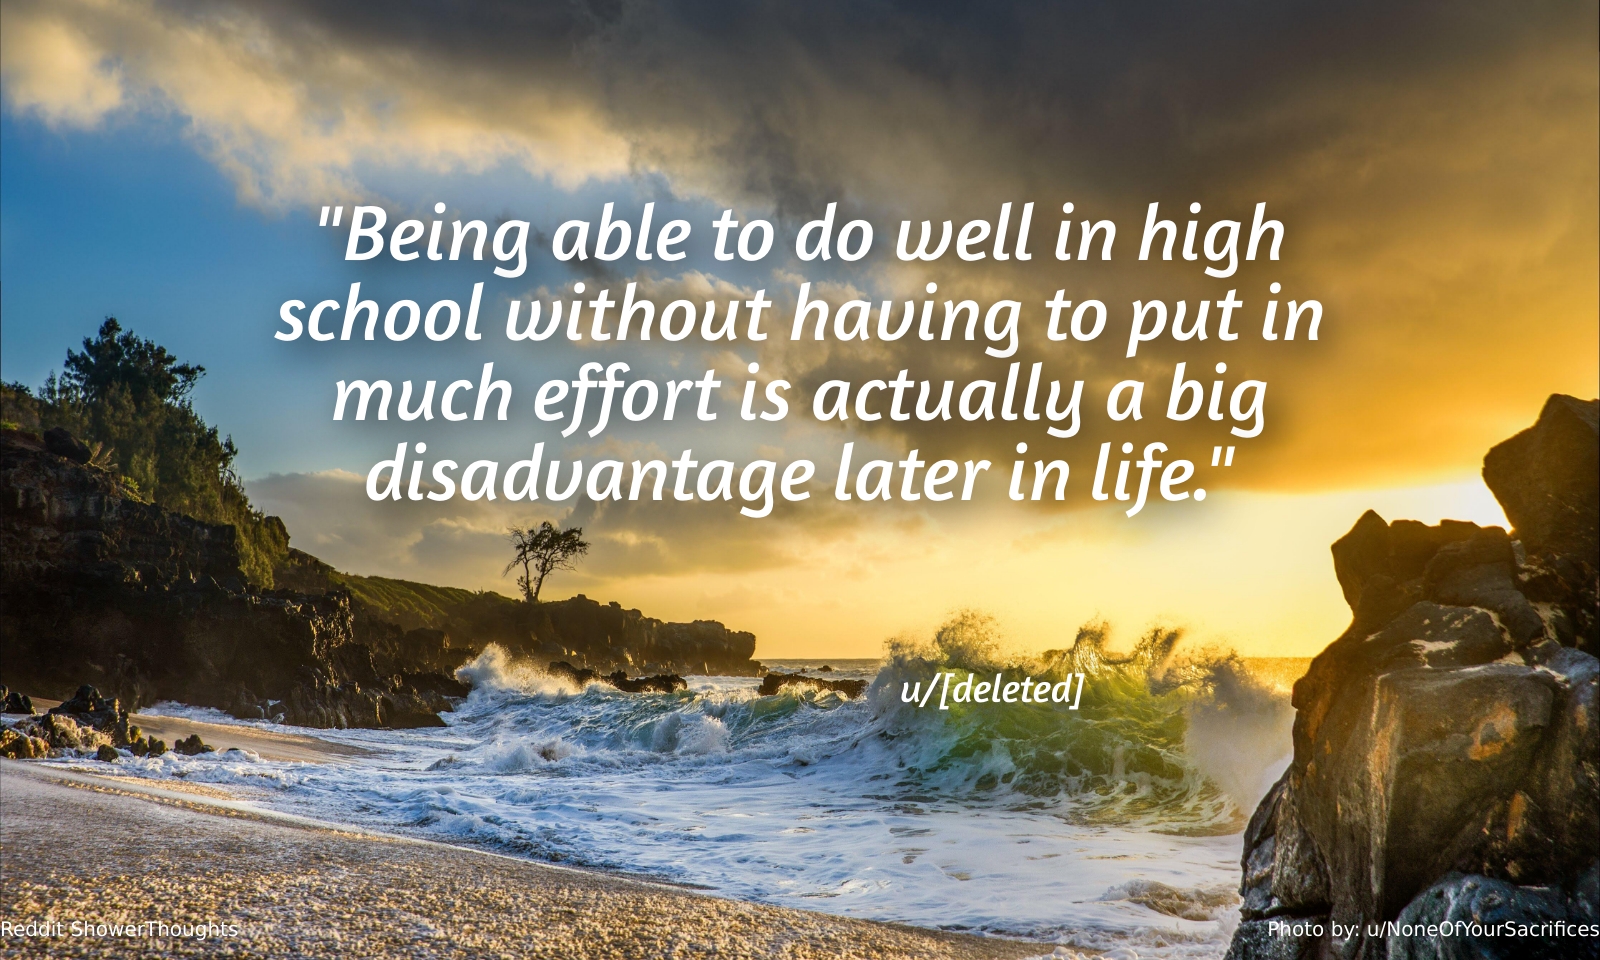 "Being able to do well in high
school without having to put in
much effort is actually a big
disadvantage later in life."
u/[deleted]
Reddit ShowerThoughts
Photo by: u/NoneOfYourSacrifices